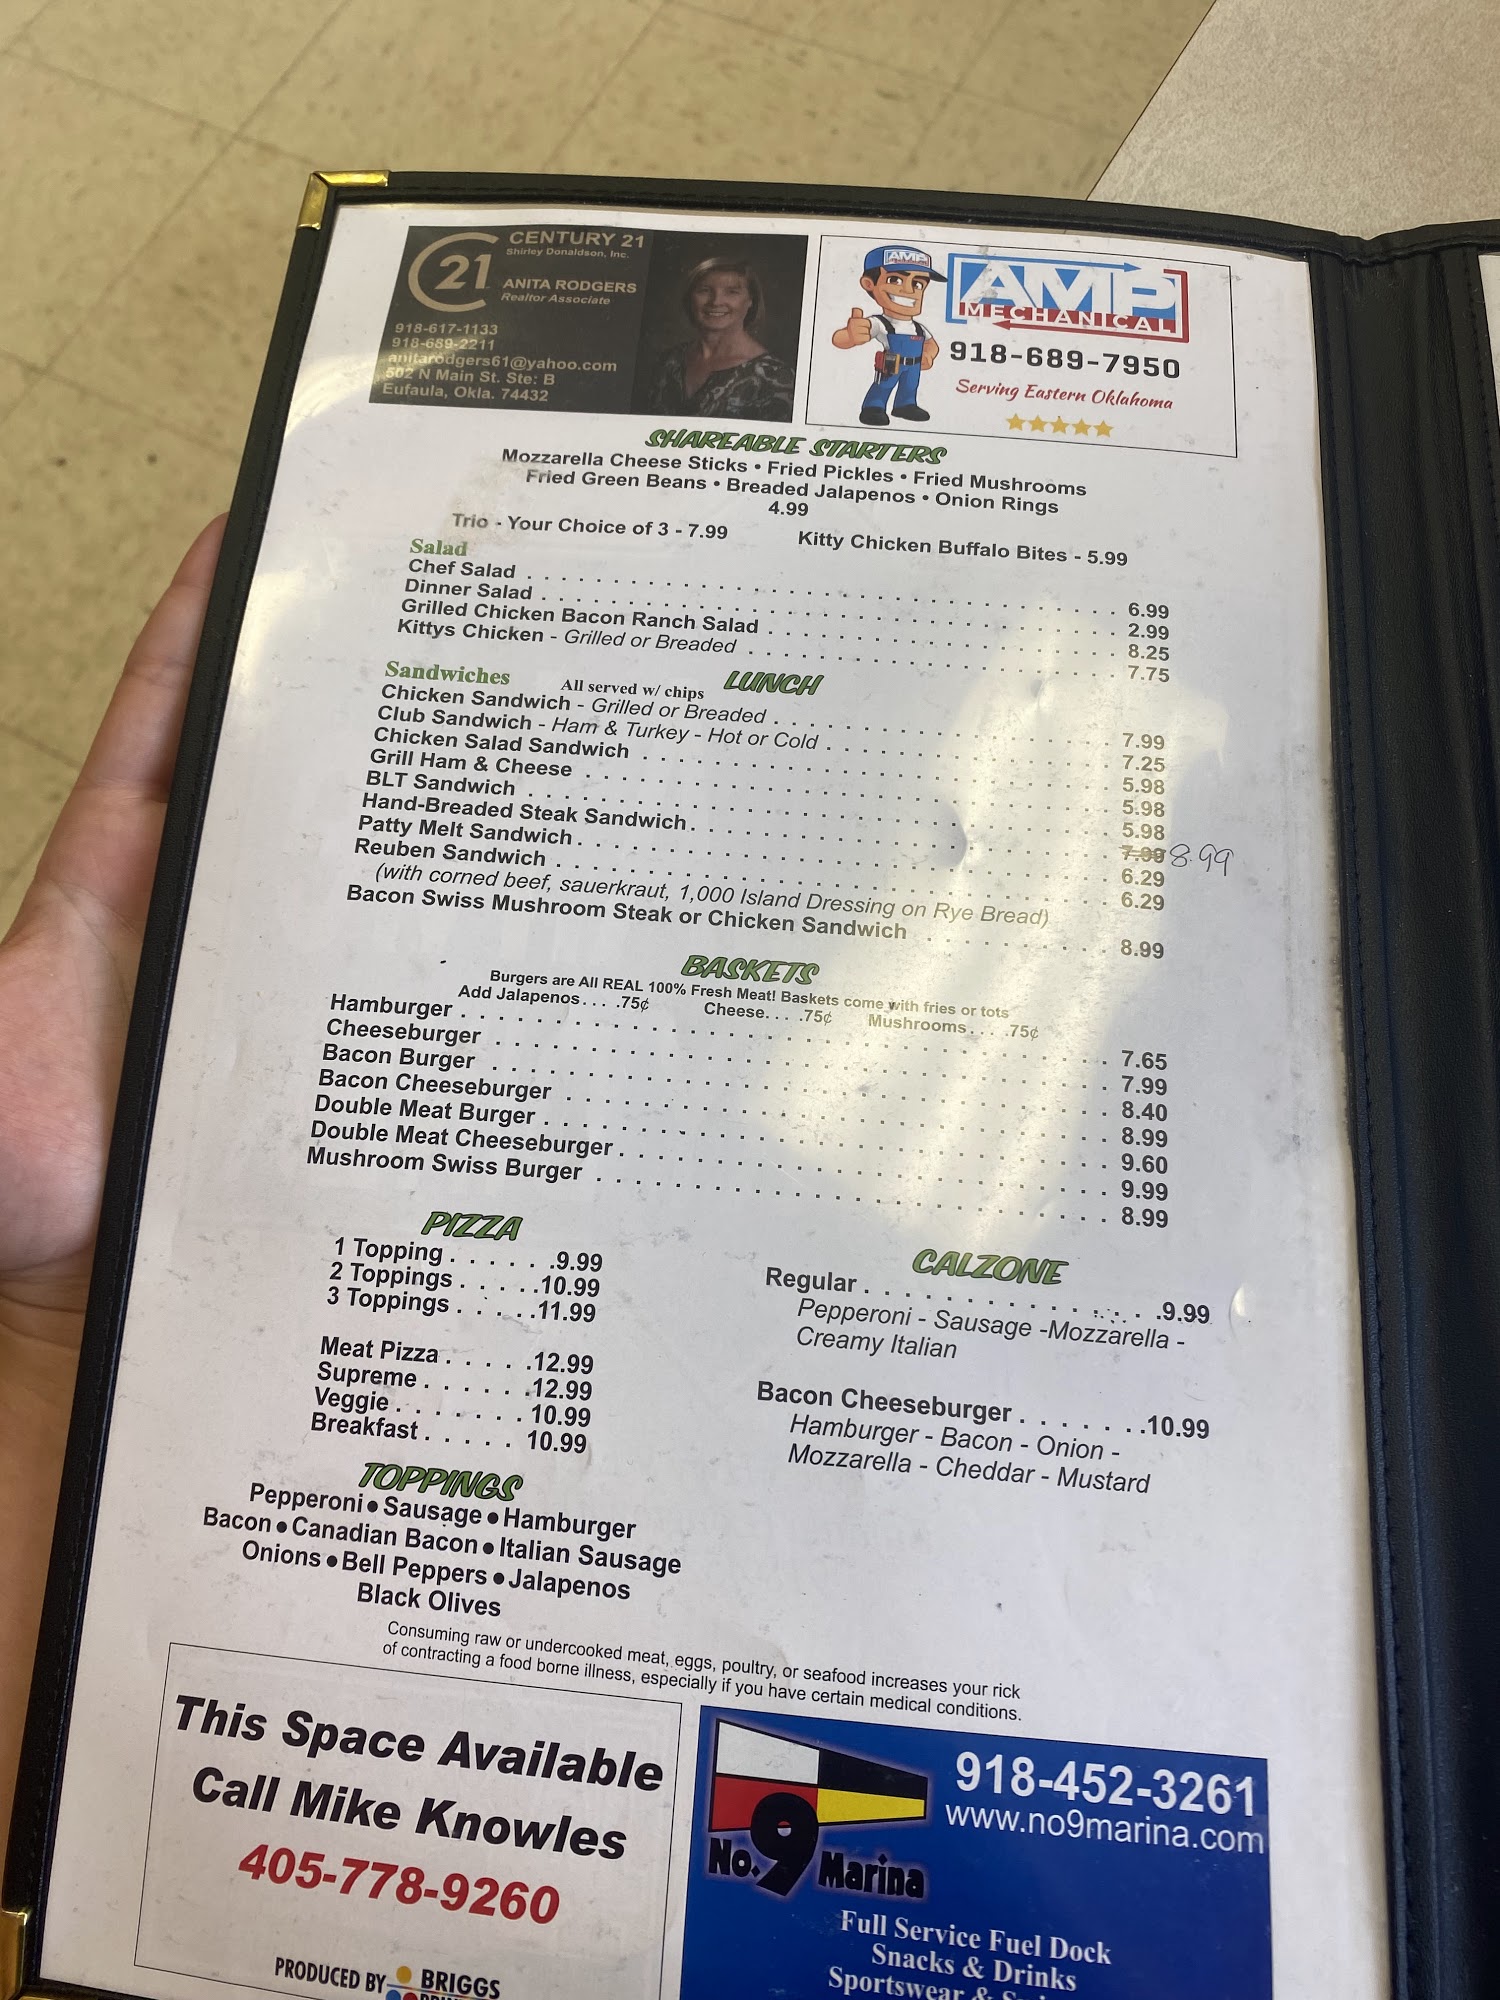 CENTURY 21
Shirley Donaldson, Inc.
C21
ANITA RODGERS
Realtor Associate
918-617-1133
918-689-2211
anitarodgers61@yahoo.com
502 N Main St. Ste: B
Eufaula, Okla. 74432
AMP
AMP
MECHANICAL
918-689-7950
Serving Eastern Oklahoma
SHAREABLE STARTERS
Mozzarella Cheese Sticks • Fried Pickles • Fried Mushrooms
Fried Green Beans • Breaded Jalapenos • Onion Rings
4.99
Trio - Your Choice of 3 - 7.99 Kitty Chicken Buffalo Bites - 5.99
Salad
Chef Salad . . . 6.99
Dinner Salad . . . 2.99
Grilled Chicken Bacon Ranch Salad . . . 8.25
Kittys Chicken - Grilled or Breaded . . . 7.75
LUNCH
Sandwiches All served w/ chips
Chicken Sandwich - Grilled or Breaded . . . 7.99
Club Sandwich - Ham & Turkey - Hot or Cold . . . 7.25
Chicken Salad Sandwich . . . 5.98
Grill Ham & Cheese . . . 5.98
BLT Sandwich . . . 5.98
Hand-Breaded Steak Sandwich . . . 7.99 8.99
Patty Melt Sandwich . . . 6.29
Reuben Sandwich . . . 6.29
(with corned beef, sauerkraut, 1,000 Island Dressing on Rye Bread)
Bacon Swiss Mushroom Steak or Chicken Sandwich . . . 8.99
BASKETS
Burgers are All REAL 100% Fresh Meat! Baskets come with fries or tots
Add Jalapenos. . . . .75¢ Cheese. . . . .75¢ Mushrooms. . . . .75¢
Hamburger . . . 7.65
Cheeseburger . . . 7.99
Bacon Burger . . . 8.40
Bacon Cheeseburger . . . 8.99
Double Meat Burger . . . 9.60
Double Meat Cheeseburger . . . 9.99
Mushroom Swiss Burger . . . 8.99
PIZZA
1 Topping . . . . . .9.99
2 Toppings . . . . .10.99
3 Toppings . . . . .11.99
Meat Pizza . . . . .12.99
Supreme . . . . . .12.99
Veggie . . . . . . . 10.99
Breakfast . . . . . 10.99
CALZONE
Regular . . . 9.99
Pepperoni - Sausage -Mozzarella -
Creamy Italian
Bacon Cheeseburger . . . 10.99
Hamburger - Bacon - Onion -
Mozzarella - Cheddar - Mustard
TOPPINGS
Pepperoni • Sausage • Hamburger
Bacon • Canadian Bacon • Italian Sausage
Onions • Bell Peppers • Jalapenos
Black Olives
Consuming raw or undercooked meat, eggs, poultry, or seafood increases your rick
of contracting a food borne illness, especially if you have certain medical conditions.
This Space Available
Call Mike Knowles
405-778-9260
PRODUCED BY BRIGGS
No. 9 Marina
918-452-3261
www.no9marina.com
Full Service Fuel Dock
Snacks & Drinks
Sportswear &